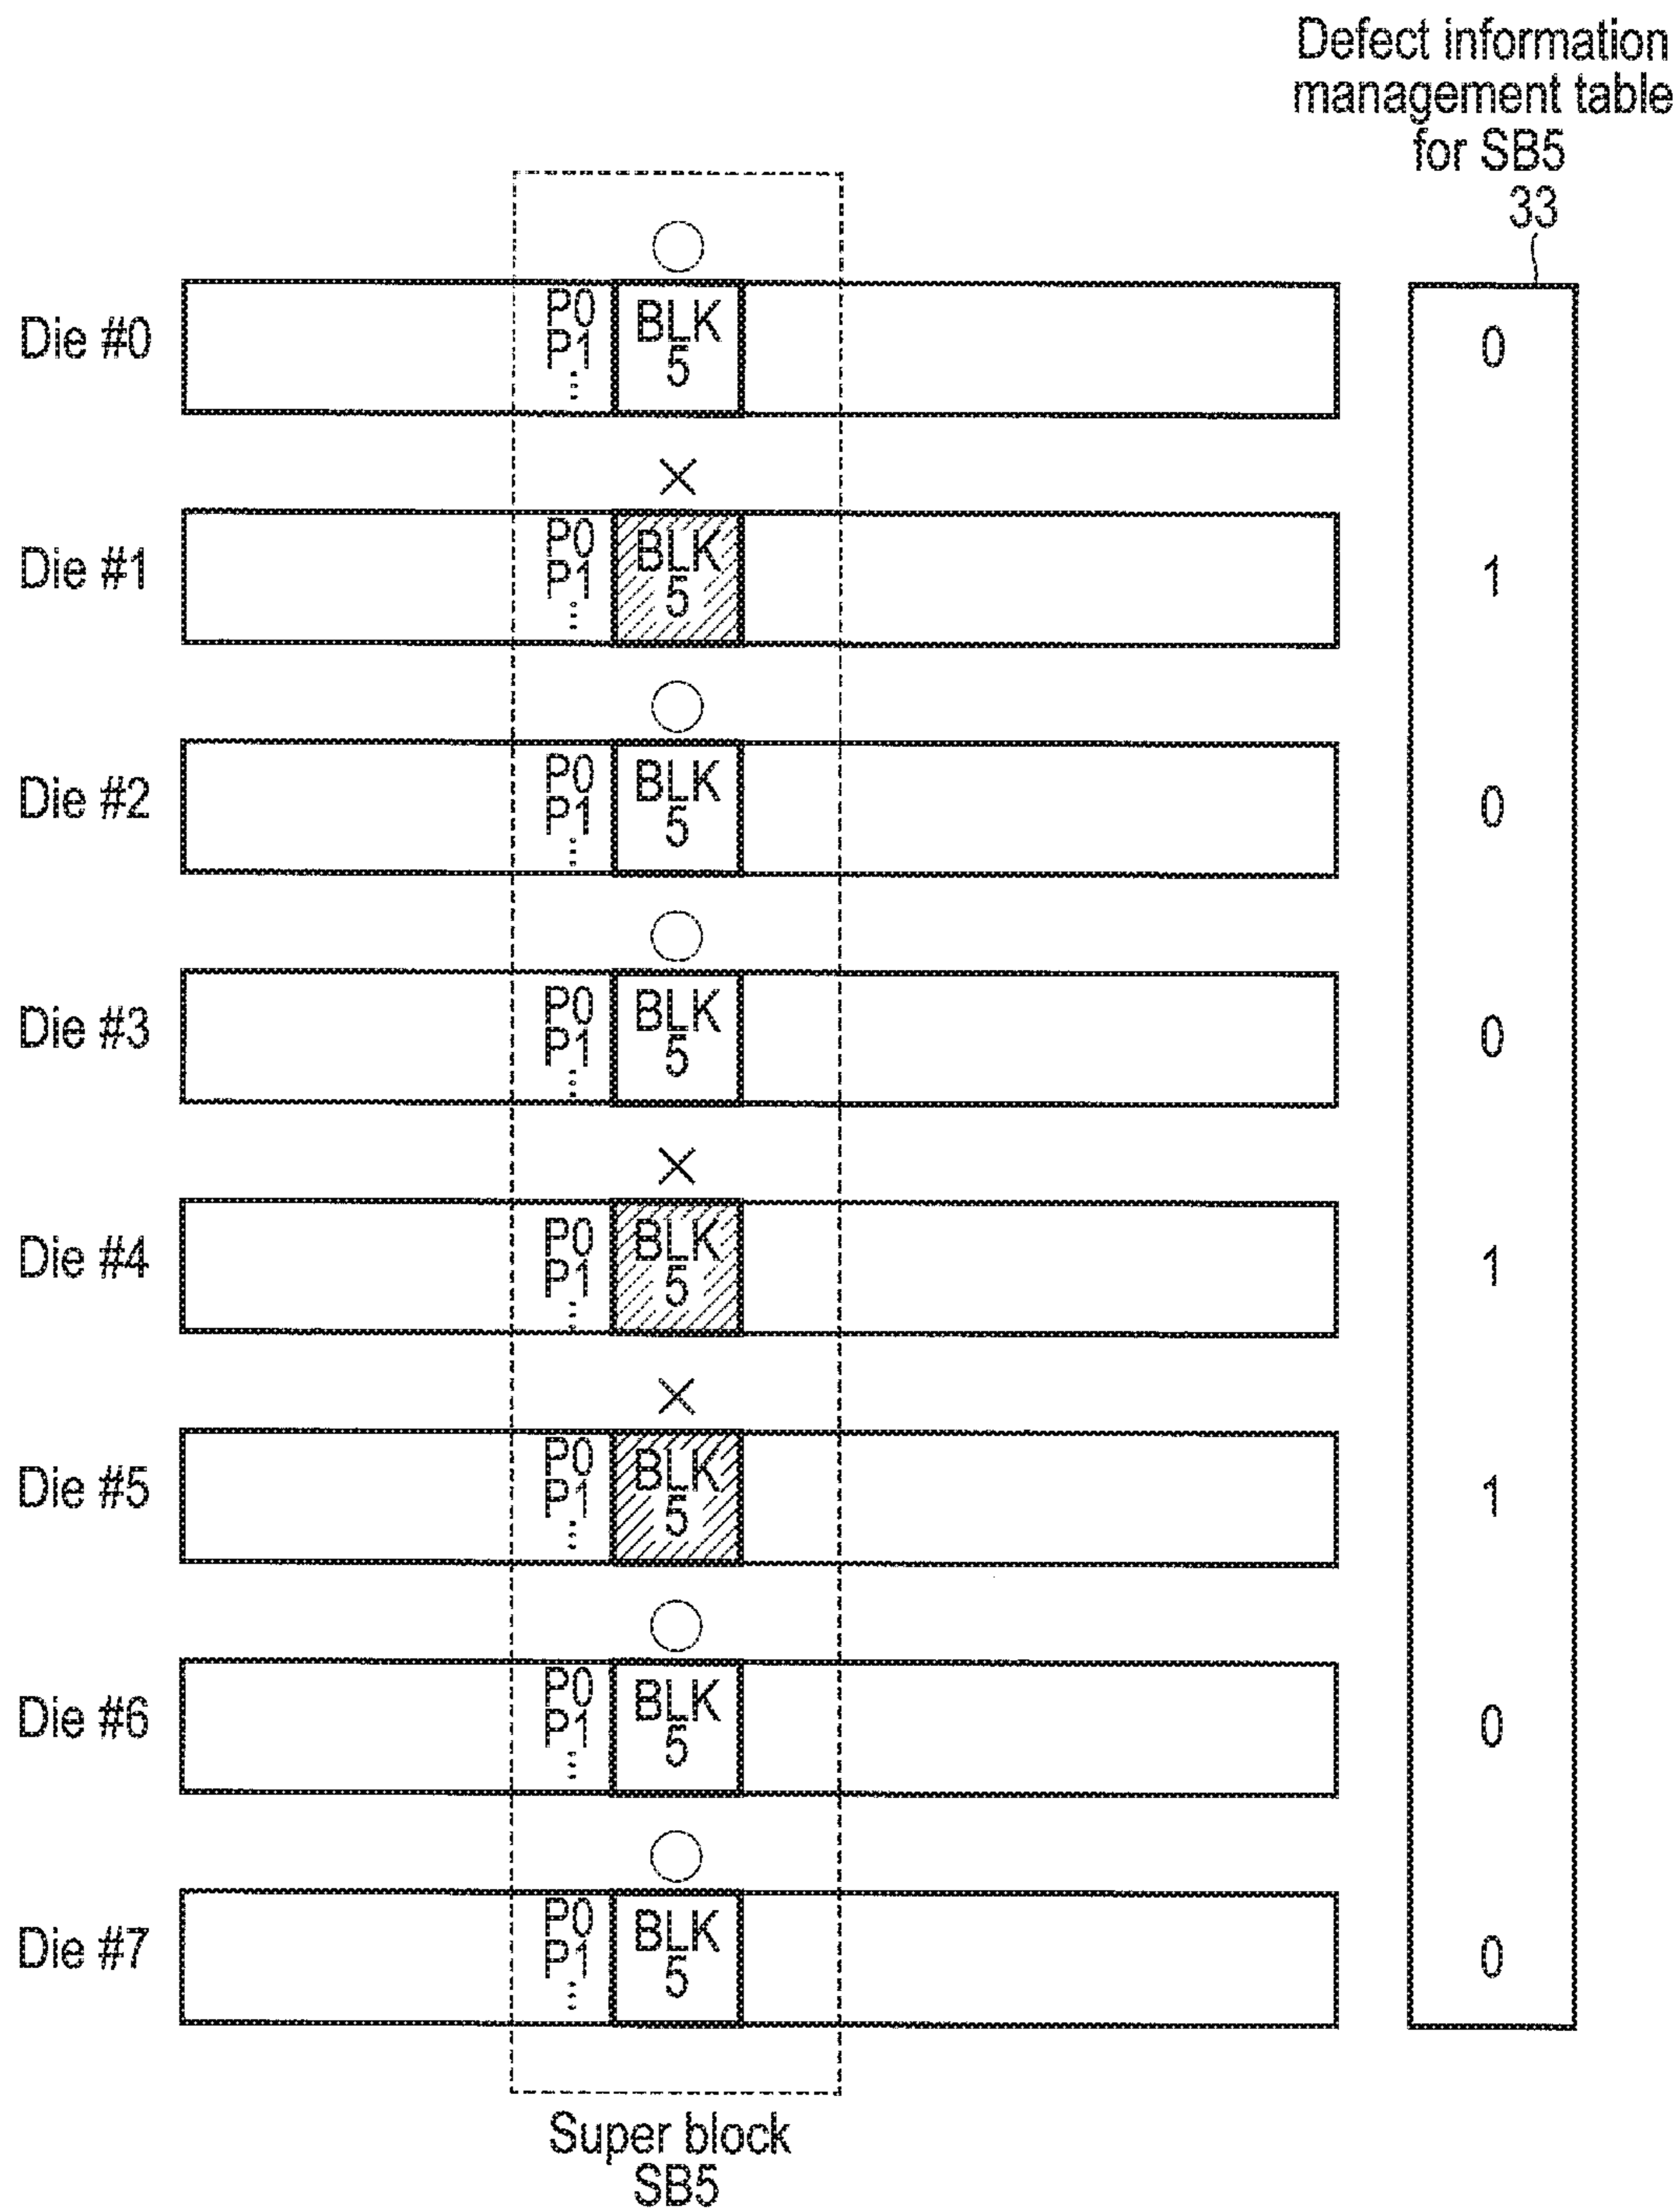 Defect information
management table
for SB5
33
Die #0
P0
P1
⋮
BLK
5
0
×
Die #1
P0
P1
⋮
BLK
5
1
Die #2
P0
P1
⋮
BLK
5
0
Die #3
P0
P1
⋮
BLK
5
0
×
Die #4
P0
P1
⋮
BLK
5
1
×
Die #5
P0
P1
⋮
BLK
5
1
Die #6
P0
P1
⋮
BLK
5
0
Die #7
P0
P1
⋮
BLK
5
0
Super block
SB5